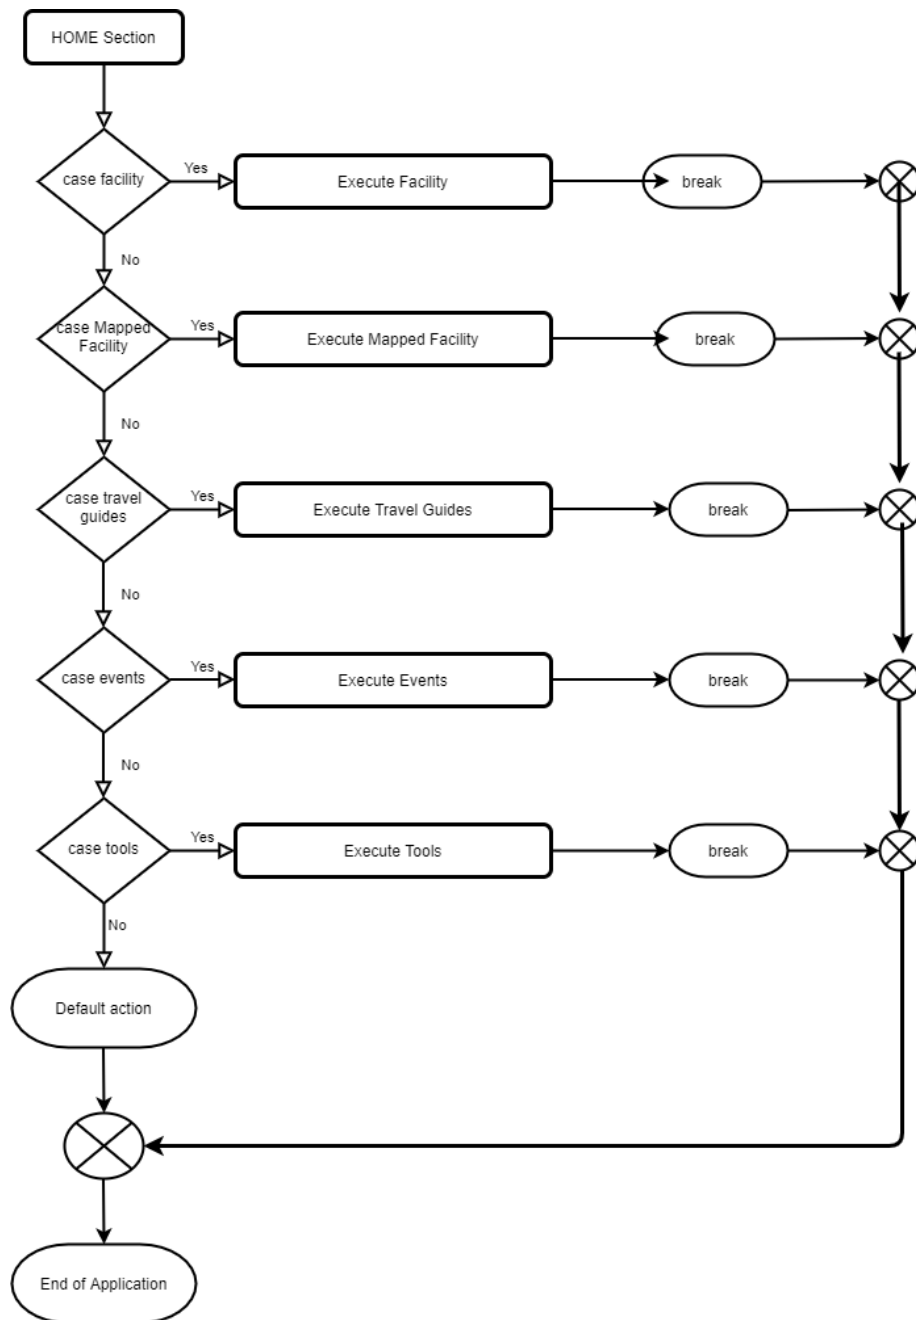 HOME Section
case facility
Yes
Execute Facility
break
No
case Mapped
Facility
Yes
Execute Mapped Facility
break
No
case travel
guides
Yes
Execute Travel Guides
break
No
case events
Yes
Execute Events
break
No
case tools
Yes
Execute Tools
break
No
Default action
End of Application